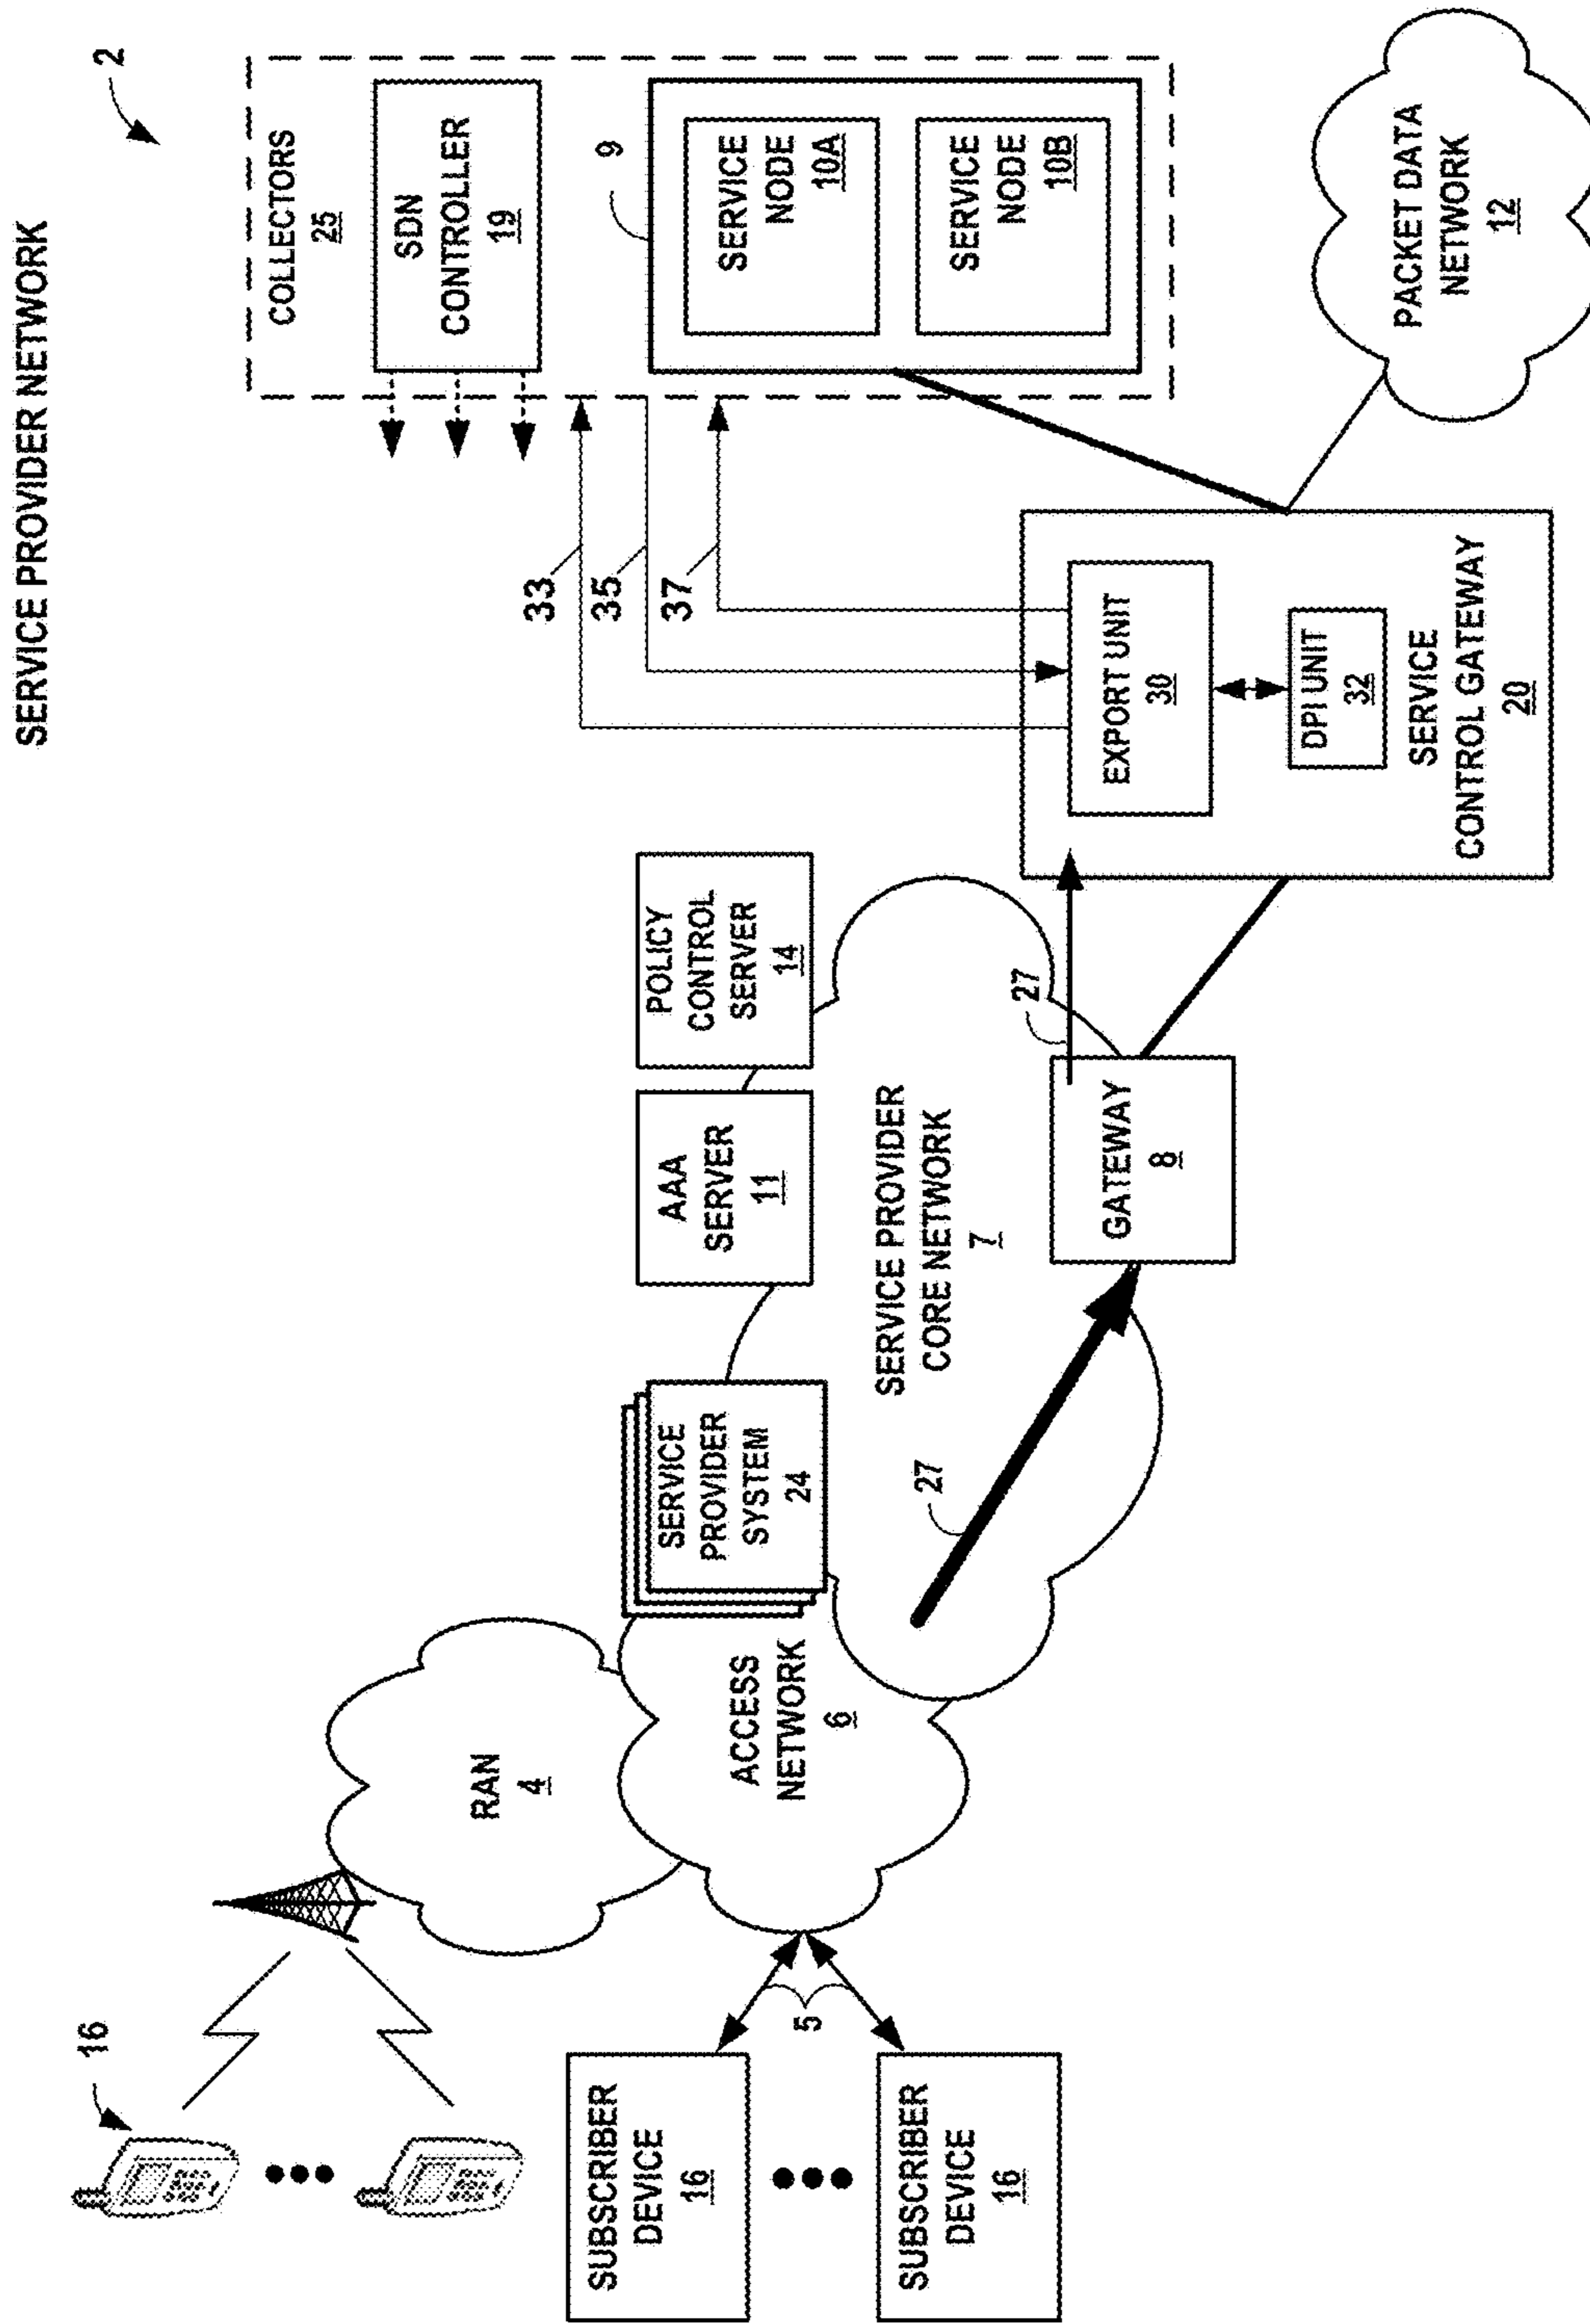 SERVICE PROVIDER NETWORK
2
COLLECTORS
25
SDN
CONTROLLER
19
9
SERVICE
NODE
10A
SERVICE
NODE
10B
33
35
37
PACKET DATA
NETWORK
12
EXPORT UNIT
30
DPI UNIT
32
SERVICE
CONTROL GATEWAY
20
POLICY
CONTROL
SERVER
14
AAA
SERVER
11
SERVICE
PROVIDER
SYSTEM
24
SERVICE PROVIDER
CORE NETWORK
7
27
GATEWAY
8
27
RAN
4
ACCESS
NETWORK
6
16
5
SUBSCRIBER
DEVICE
16
SUBSCRIBER
DEVICE
16